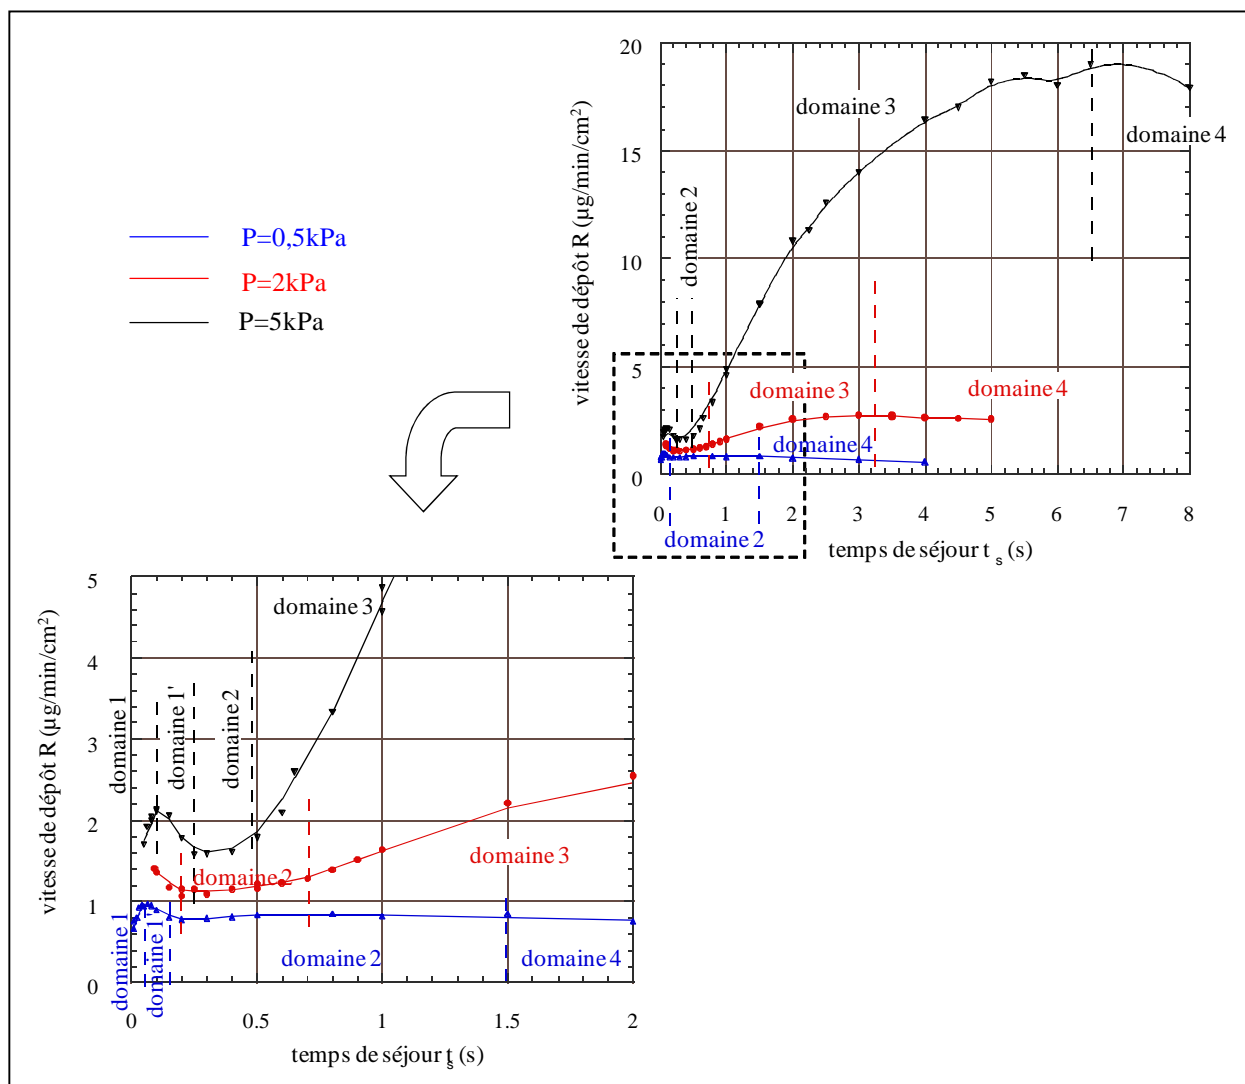 P=0,5kPa
P=2kPa
P=5kPa
vitesse de dépôt R (µg/min/cm²)
20
15
10
5
0
domaine 3
domaine 4
domaine 2
domaine 3
domaine 4
domaine 4
domaine 2
0
1
2
3
4
5
6
7
8
temps de séjour t s (s)
vitesse de dépôt R (µg/min/cm²)
5
4
3
2
1
0
domaine 1
domaine 1'
domaine 2
domaine 3
domaine 2
domaine 3
domaine 1
domaine 1'
domaine 2
domaine 4
0
0.5
1
1.5
2
temps de séjour ts (s)